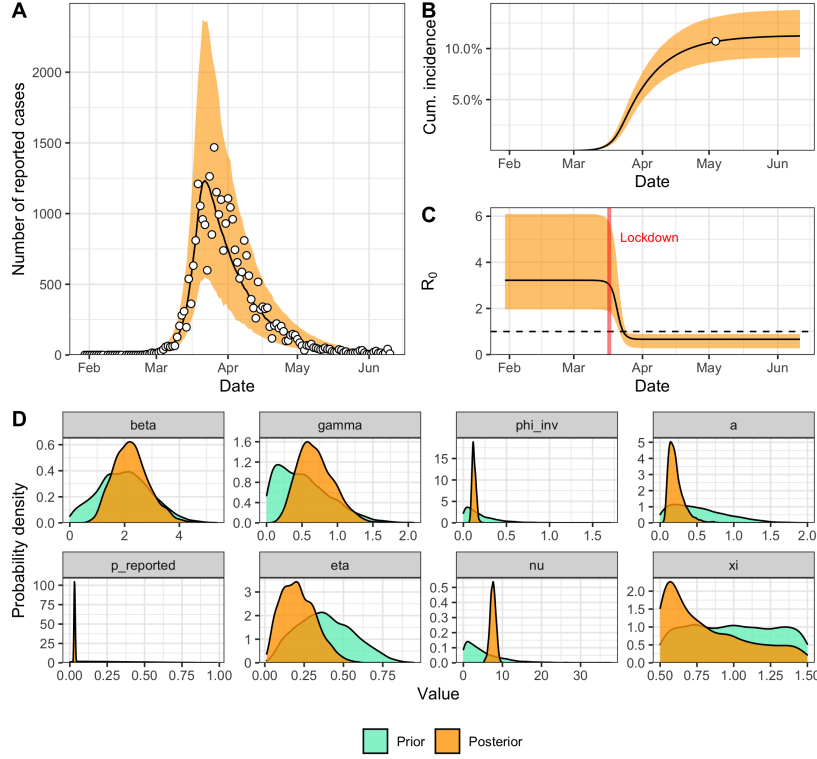 A
Number of reported cases
2000
1500
1000
500
0
Feb Mar Apr May Jun
Date
B
Cum. incidence
10.0%
5.0%
Feb Mar Apr May Jun
Date
C
R0
6
4
2
0
Lockdown
Feb Mar Apr May Jun
Date
D
Probability density
beta
0.6
0.4
0.2
0.0
0 2 4
gamma
1.6
1.2
0.8
0.4
0.0
0.0 0.5 1.0 1.5 2.0
phi_inv
15
10
5
0
0.0 0.5 1.0 1.5
a
5
4
3
2
1
0
0.0 0.5 1.0 1.5 2.0
p_reported
100
75
50
25
0
0.00 0.25 0.50 0.75 1.00
eta
3
2
1
0
0.00 0.25 0.50 0.75
nu
0.5
0.4
0.3
0.2
0.1
0.0
0 10 20 30
xi
2.0
1.5
1.0
0.5
0.0
0.50 0.75 1.00 1.25 1.50
Value
Prior Posterior